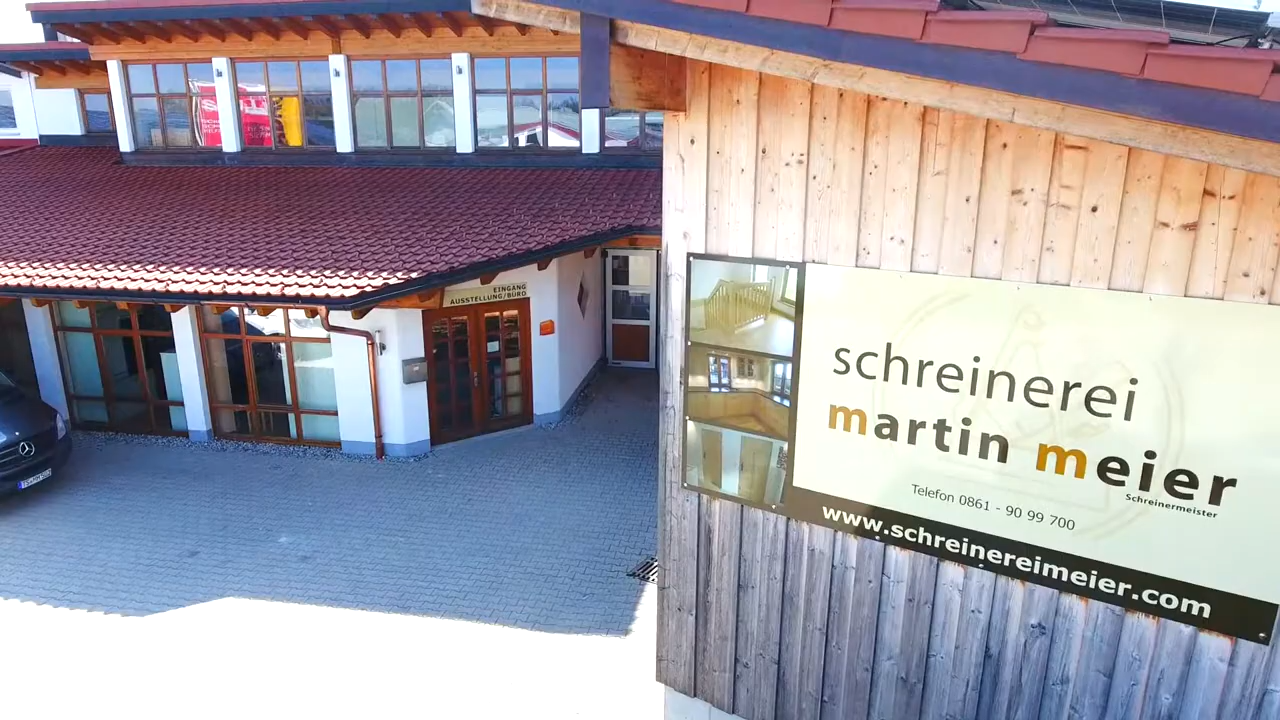 EINGANG
AUSSTELLUNG/BÜRO
schreinerei
martin meier
Schreinermeister
Telefon 0861 - 90 99 700
www.schreinereimeier.com